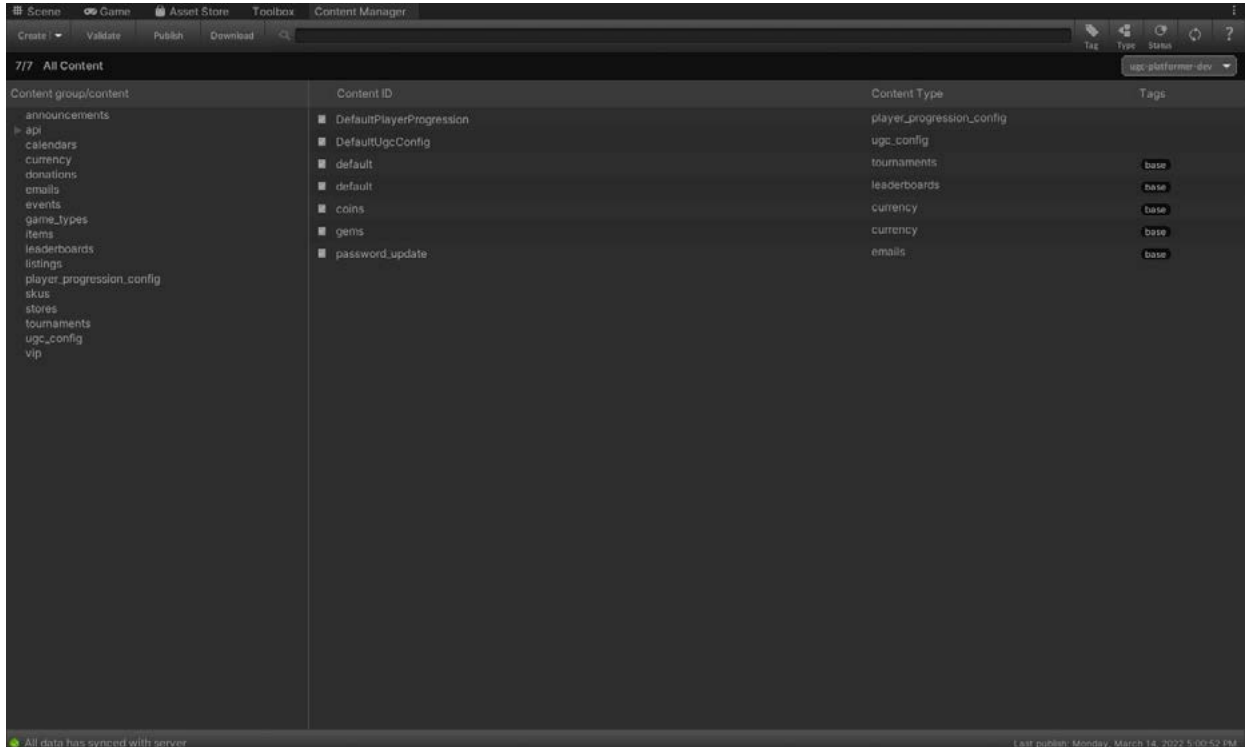 Scene Game Asset Store Toolbox Content Manager
Create Validate Publish Download Tag Type Status ?
7/7 All Content ugc-platformer-dev
Content group/content Content ID Content Type Tags
announcements
api
calendars
currency
donations
emails
events
game_types
items
leaderboards
listings
player_progression_config
skus
stores
tournaments
ugc_config
vip
DefaultPlayerProgression player_progression_config
DefaultUgcConfig ugc_config
default tournaments base
default leaderboards base
coins currency base
gems currency base
password_update emails base
All data has synced with server Last publish: Monday, March 14, 2022 5:00:52 PM